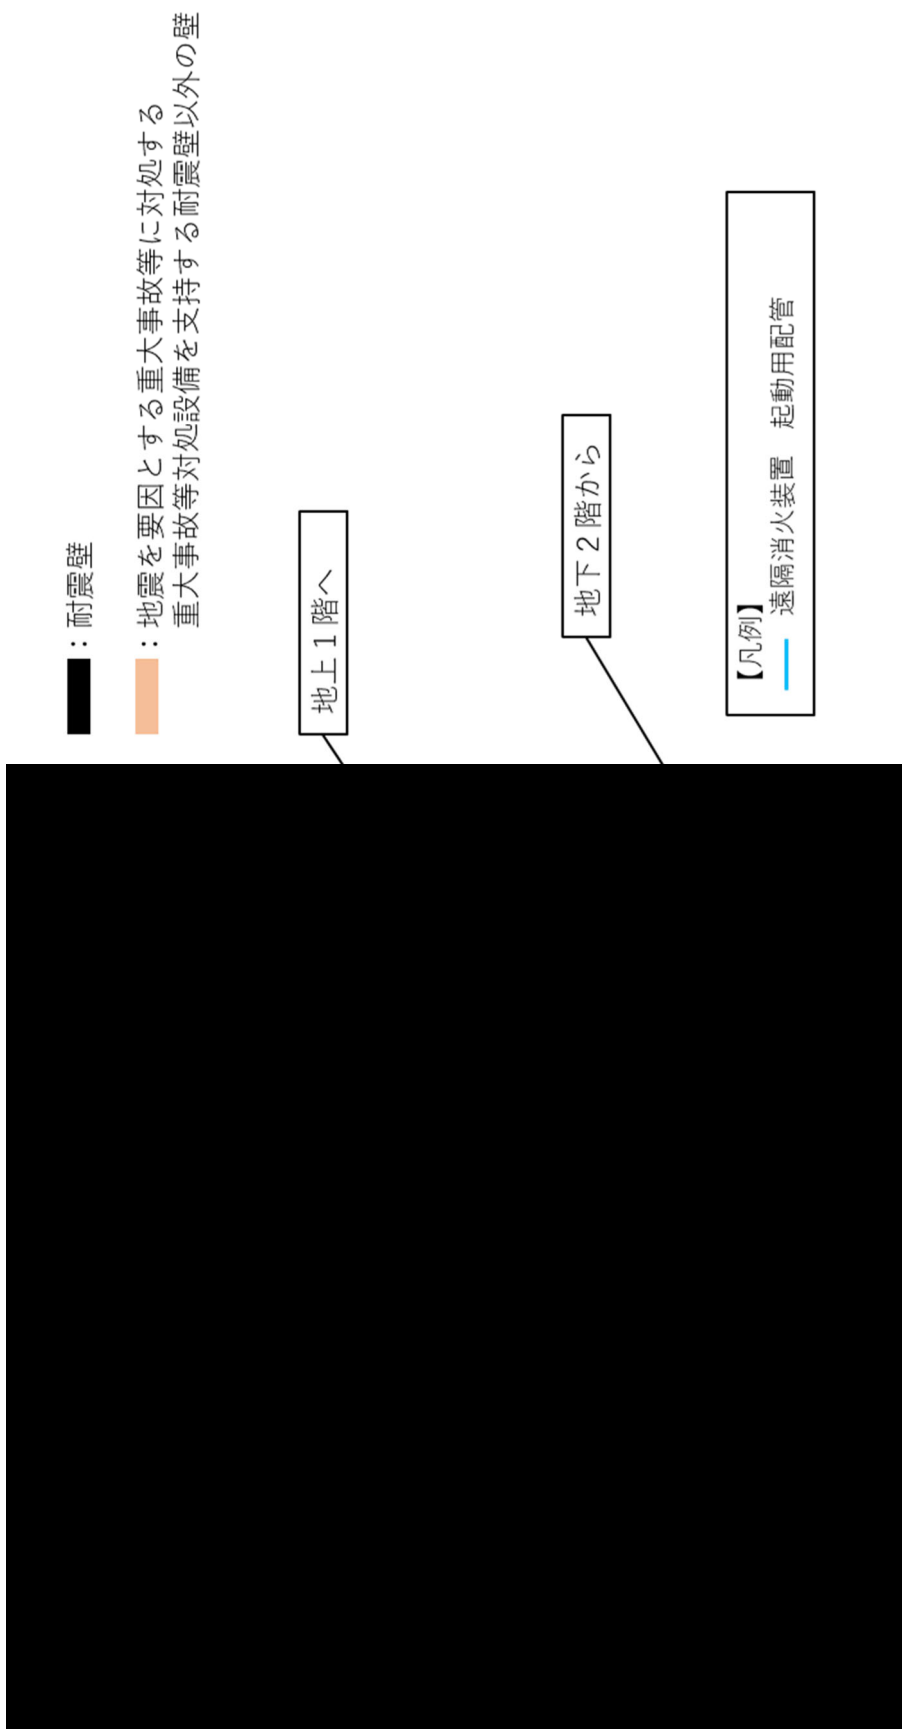 ：耐震壁
：地震を要因とする重大事故等に対処する
重大事故等対処設備を支持する耐震壁以外の壁
地上１階へ
地下２階から
【凡例】
遠隔消火装置　起動用配管